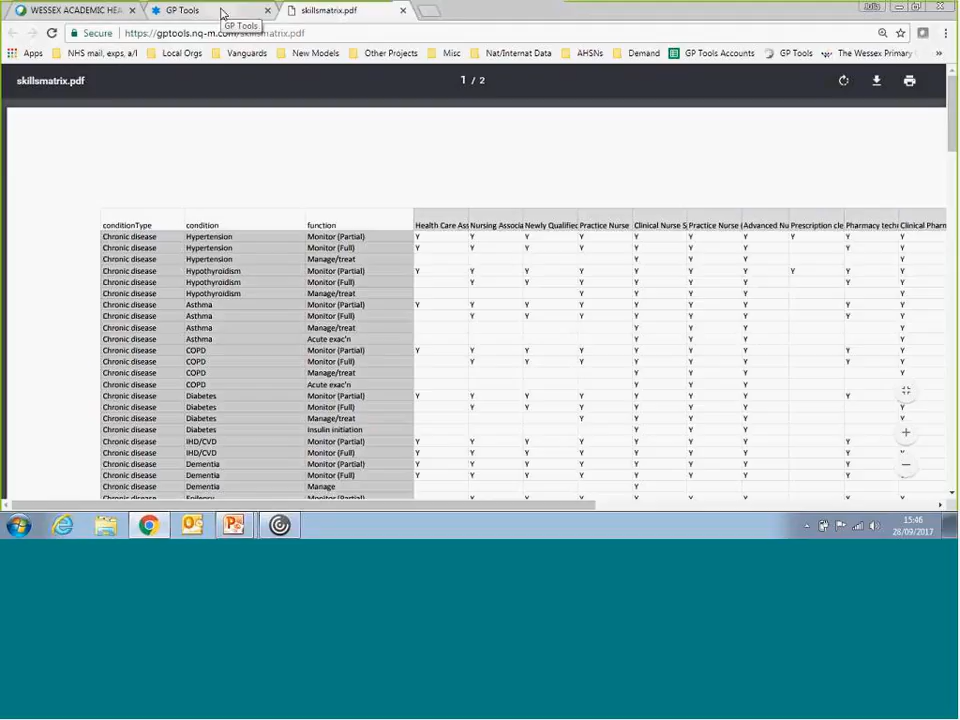 WESSEX ACADEMIC HEA
GP Tools
skillsmatrix.pdf
GP Tools
Secure
https://gptools.nq-m.com/skillsmatrix.pdf
Apps NHS mail, exps, a/l Local Orgs Vanguards New Models Other Projects Misc Nat/Internat Data AHSNs Demand GP Tools Accounts GP Tools The Wessex Primary »
skillsmatrix.pdf 1 / 2
conditionType condition function Health Care Ass Nursing Associa Newly Qualified Practice Nurse Clinical Nurse S Practice Nurse ( Advanced Nu Prescription cle Pharmacy techn Clinical Pharm
Chronic disease Hypertension Monitor (Partial) Y Y Y Y Y Y Y Y Y Y
Chronic disease Hypertension Monitor (Full) Y Y Y Y Y Y Y Y Y
Chronic disease Hypertension Manage/treat Y Y Y Y
Chronic disease Hypothyroidism Monitor (Partial) Y Y Y Y Y Y Y Y Y Y
Chronic disease Hypothyroidism Monitor (Full) Y Y Y Y Y Y Y Y
Chronic disease Hypothyroidism Manage/treat Y Y Y Y Y
Chronic disease Asthma Monitor (Partial) Y Y Y Y Y Y Y Y Y
Chronic disease Asthma Monitor (Full) Y Y Y Y Y Y Y Y
Chronic disease Asthma Manage/treat Y Y Y Y
Chronic disease Asthma Acute exac'n Y Y Y Y
Chronic disease COPD Monitor (Partial) Y Y Y Y Y Y Y Y Y
Chronic disease COPD Monitor (Full) Y Y Y Y Y Y Y Y
Chronic disease COPD Manage/treat Y Y Y Y
Chronic disease COPD Acute exac'n Y Y Y
Chronic disease Diabetes Monitor (Partial) Y Y Y Y Y Y Y Y
Chronic disease Diabetes Monitor (Full) Y Y Y Y Y Y Y
Chronic disease Diabetes Manage/treat Y Y Y Y Y
Chronic disease Diabetes Insulin initiation Y Y Y
Chronic disease IHD/CVD Monitor (Partial) Y Y Y Y Y Y Y Y Y
Chronic disease IHD/CVD Monitor (Full) Y Y Y Y Y Y Y Y Y
Chronic disease Dementia Monitor (Partial) Y Y Y Y Y Y Y Y Y
Chronic disease Dementia Monitor (Full) Y Y Y Y Y Y Y Y Y
Chronic disease Dementia Manage Y Y
Chronic disease Epilepsy Monitor (Partial) Y Y Y Y Y Y Y Y
15:46
28/09/2017